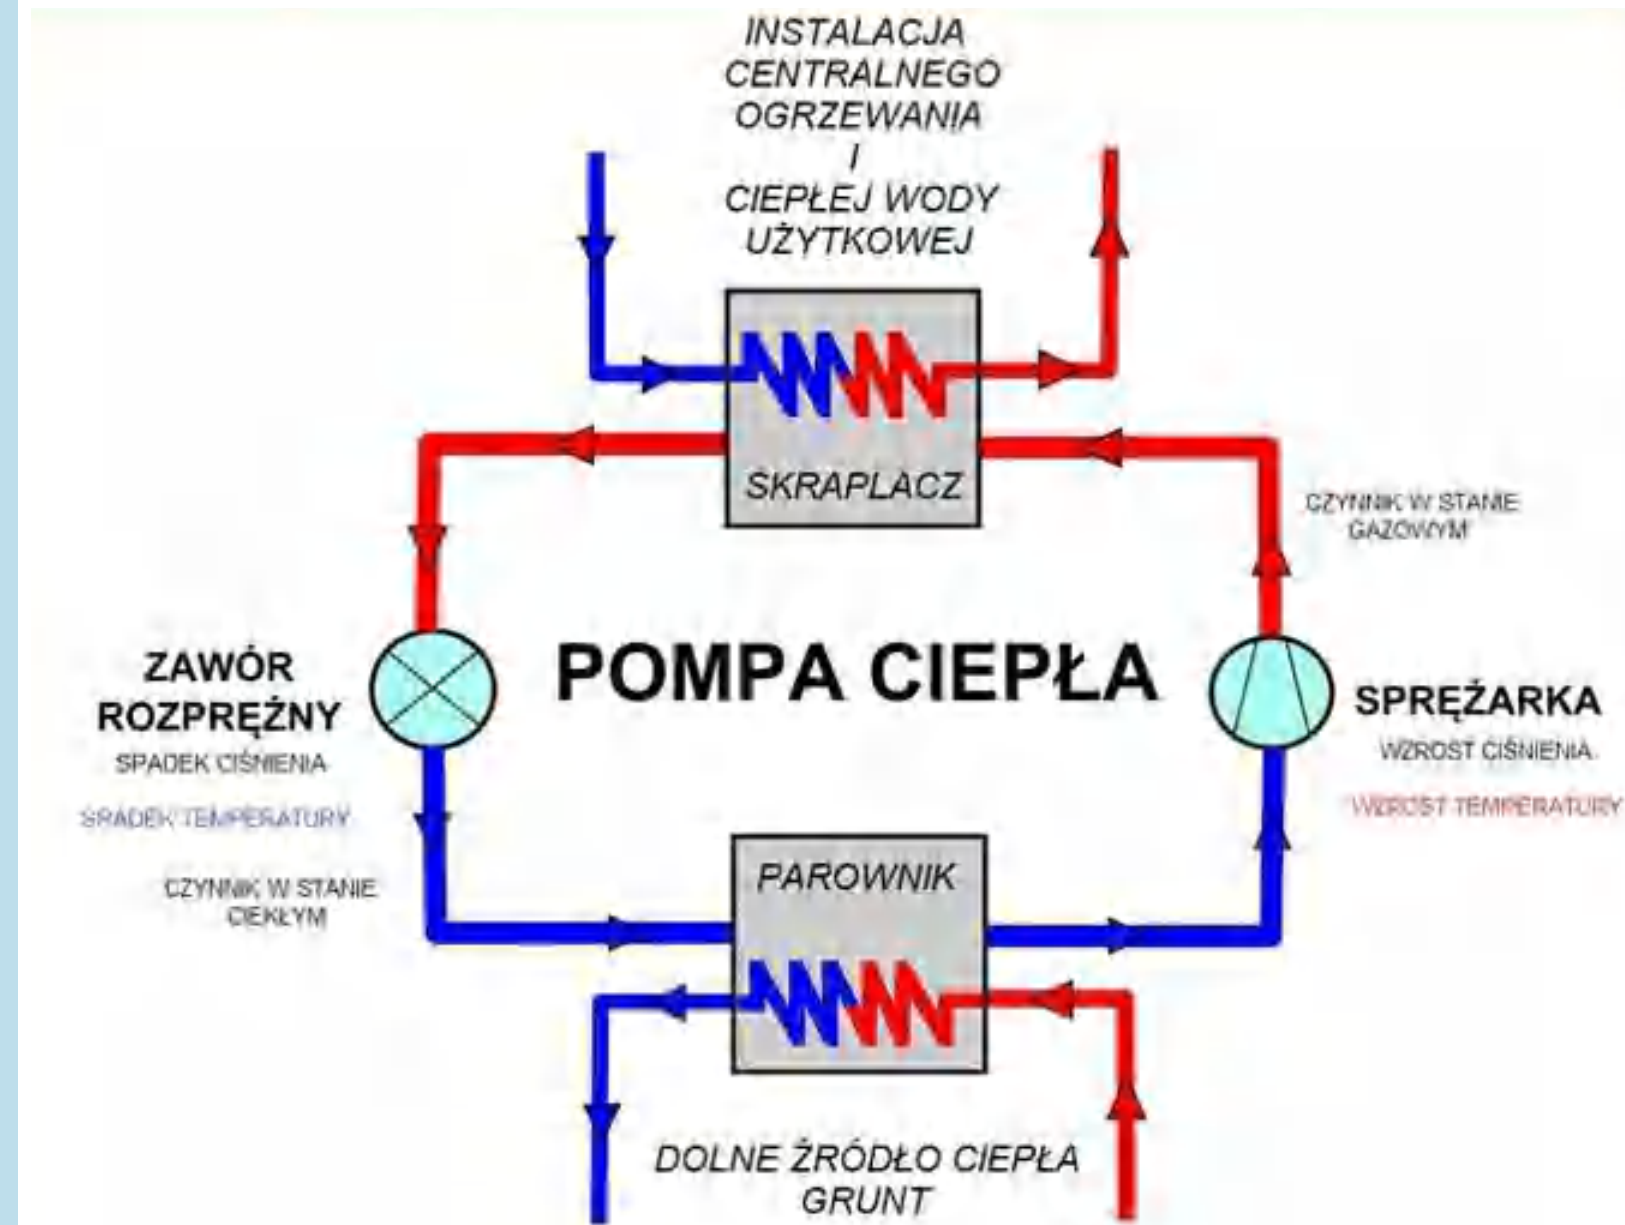 INSTALACJA
CENTRALNEGO
OGRZEWANIA
I
CIEPŁEJ WODY
UŻYTKOWEJ
SKRAPLACZ
CZYNNIK W STANIE
GAZOWYM
ZAWÓR
ROZPRĘŻNY
SPADEK CIŚNIENIA
SPADEK TEMPERATURY
CZYNNIK W STANIE
CIEKŁYM
POMPA CIEPŁA
SPRĘŻARKA
WZROST CIŚNIENIA
WZROST TEMPERATURY
PAROWNIK
DOLNE ŹRÓDŁO CIEPŁA
GRUNT